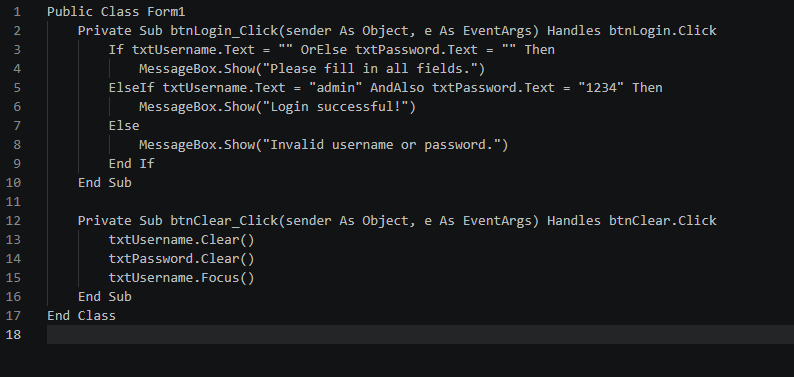 1 Public Class Form1
2     Private Sub btnLogin_Click(sender As Object, e As EventArgs) Handles btnLogin.Click
3         If txtUsername.Text = "" OrElse txtPassword.Text = "" Then
4             MessageBox.Show("Please fill in all fields.")
5         ElseIf txtUsername.Text = "admin" AndAlso txtPassword.Text = "1234" Then
6             MessageBox.Show("Login successful!")
7         Else
8             MessageBox.Show("Invalid username or password.")
9         End If
10     End Sub
11
12     Private Sub btnClear_Click(sender As Object, e As EventArgs) Handles btnClear.Click
13         txtUsername.Clear()
14         txtPassword.Clear()
15         txtUsername.Focus()
16     End Sub
17 End Class
18